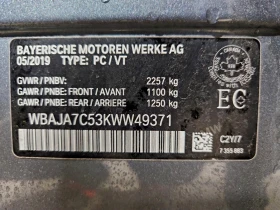 BAYERISCHE MOTOREN WERKE AG
05/2019 TYPE: PC / VT
GVWR / PNBV: 2257 kg
GAWR / PNBE: FRONT / AVANT 1100 kg
GAWR / PNBE: REAR / ARRIERE 1250 kg
EC
WBAJA7C53KWW49371
C2Y/7